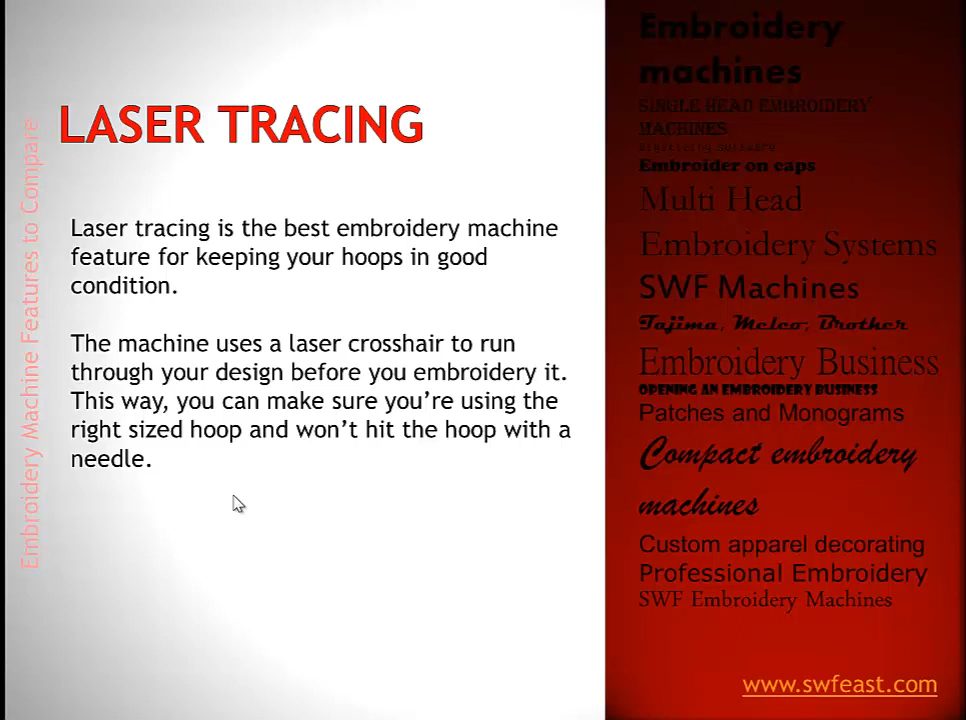 LASER TRACING
Embroidery Machine Features to Compare
Laser tracing is the best embroidery machine
feature for keeping your hoops in good
condition.
The machine uses a laser crosshair to run
through your design before you embroidery it.
This way, you can make sure you’re using the
right sized hoop and won’t hit the hoop with a
needle.
Embroidery
machines
SINGLE HEAD EMBROIDERY
MACHINES
Digitizing Software
Embroider on caps
Multi Head
Embroidery Systems
SWF Machines
Tajima, Melco, Brother
Embroidery Business
OPENING AN EMBROIDERY BUSINESS
Patches and Monograms
Compact embroidery
machines
Custom apparel decorating
Professional Embroidery
SWF Embroidery Machines
www.swfeast.com